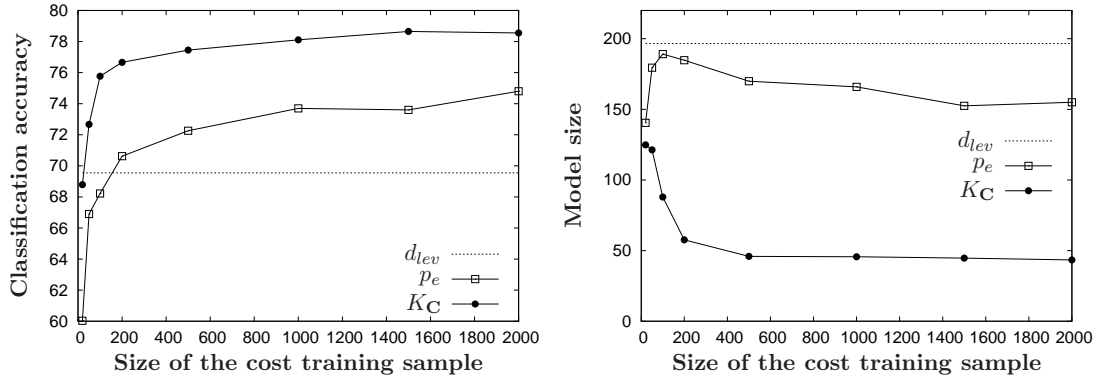 Classification accuracy
80
78
76
74
72
70
68
66
64
62
60
0 200 400 600 800 1000 1200 1400 1600 1800 2000
Size of the cost training sample
d_lev
p_e
K_C
Model size
200
150
100
50
0
0 200 400 600 800 1000 1200 1400 1600 1800 2000
Size of the cost training sample
d_lev
p_e
K_C